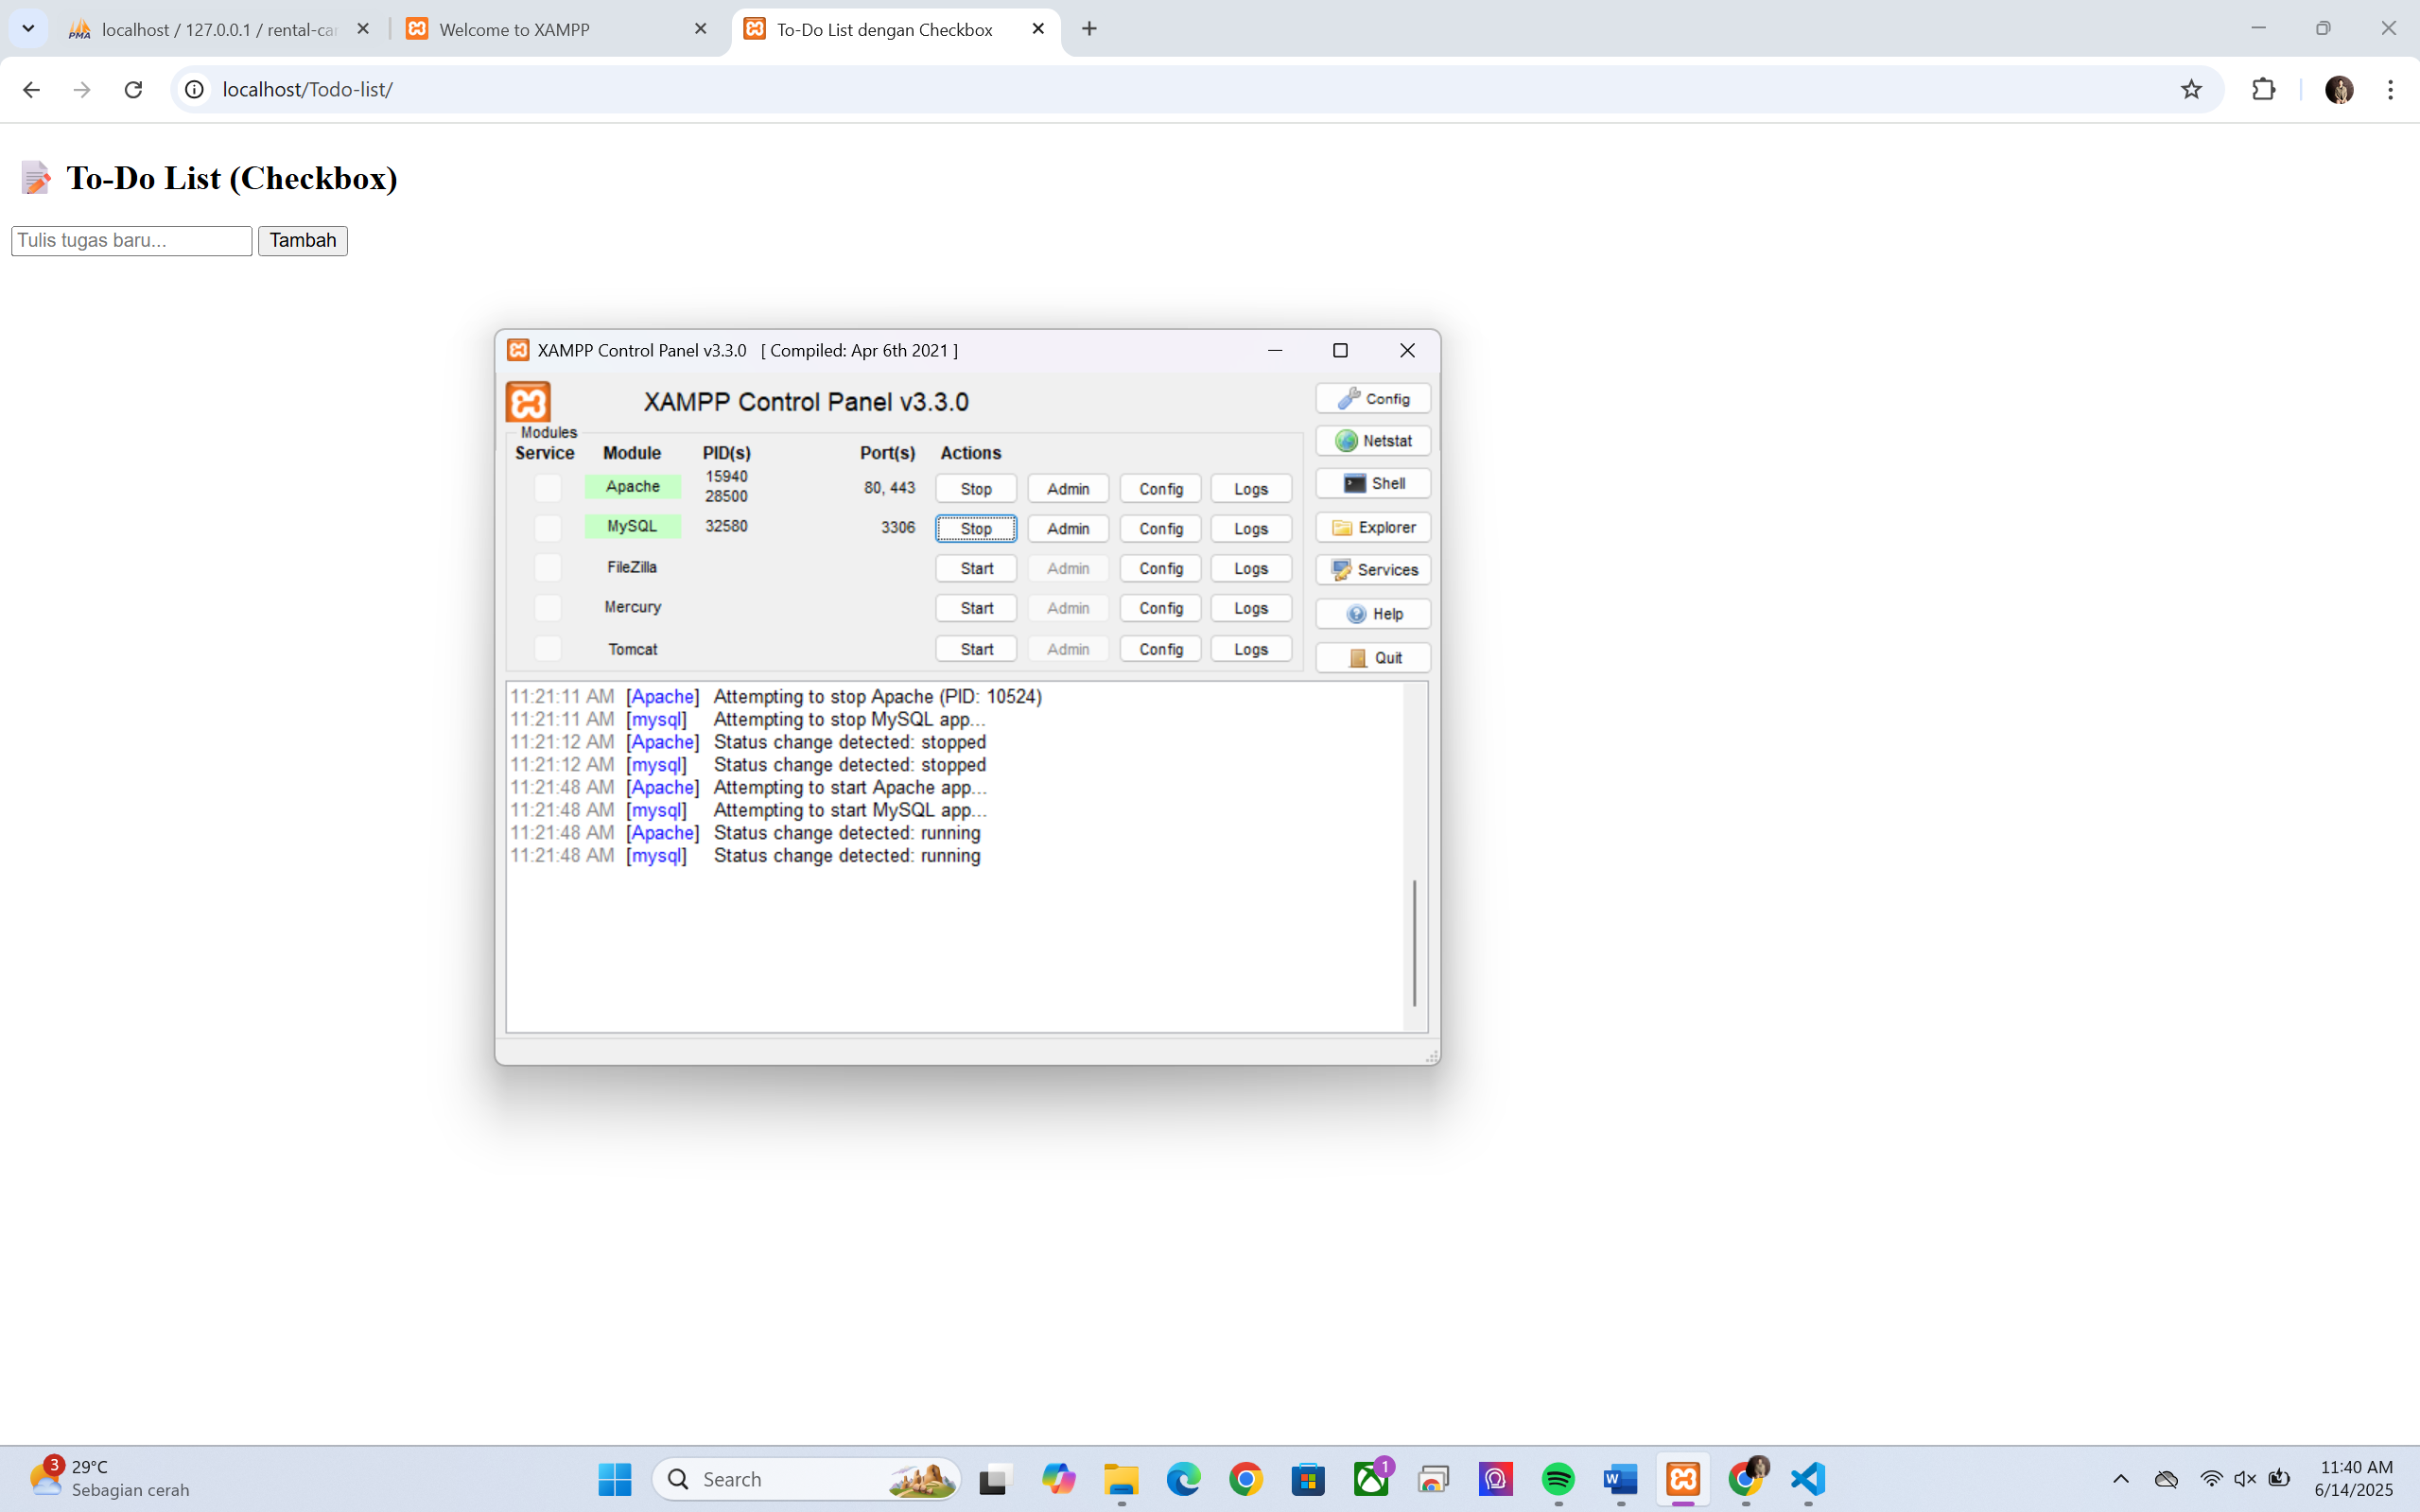 localhost / 127.0.0.1 / rental-car
Welcome to XAMPP
To-Do List dengan Checkbox
localhost/Todo-list/
To-Do List (Checkbox)
Tulis tugas baru... Tambah
XAMPP Control Panel v3.3.0 [ Compiled: Apr 6th 2021 ]
XAMPP Control Panel v3.3.0
Config
Netstat
Shell
Explorer
Services
Help
Quit
Modules
Service Module PID(s) Port(s) Actions
Apache 15940 28500 80, 443 Stop Admin Config Logs
MySQL 32580 3306 Stop Admin Config Logs
FileZilla Start Admin Config Logs
Mercury Start Admin Config Logs
Tomcat Start Admin Config Logs
11:21:11 AM [Apache] Attempting to stop Apache (PID: 10524)
11:21:11 AM [mysql] Attempting to stop MySQL app...
11:21:12 AM [Apache] Status change detected: stopped
11:21:12 AM [mysql] Status change detected: stopped
11:21:48 AM [Apache] Attempting to start Apache app...
11:21:48 AM [mysql] Attempting to start MySQL app...
11:21:48 AM [Apache] Status change detected: running
11:21:48 AM [mysql] Status change detected: running
3
29°C
Sebagian cerah
Search
1
11:40 AM
6/14/2025